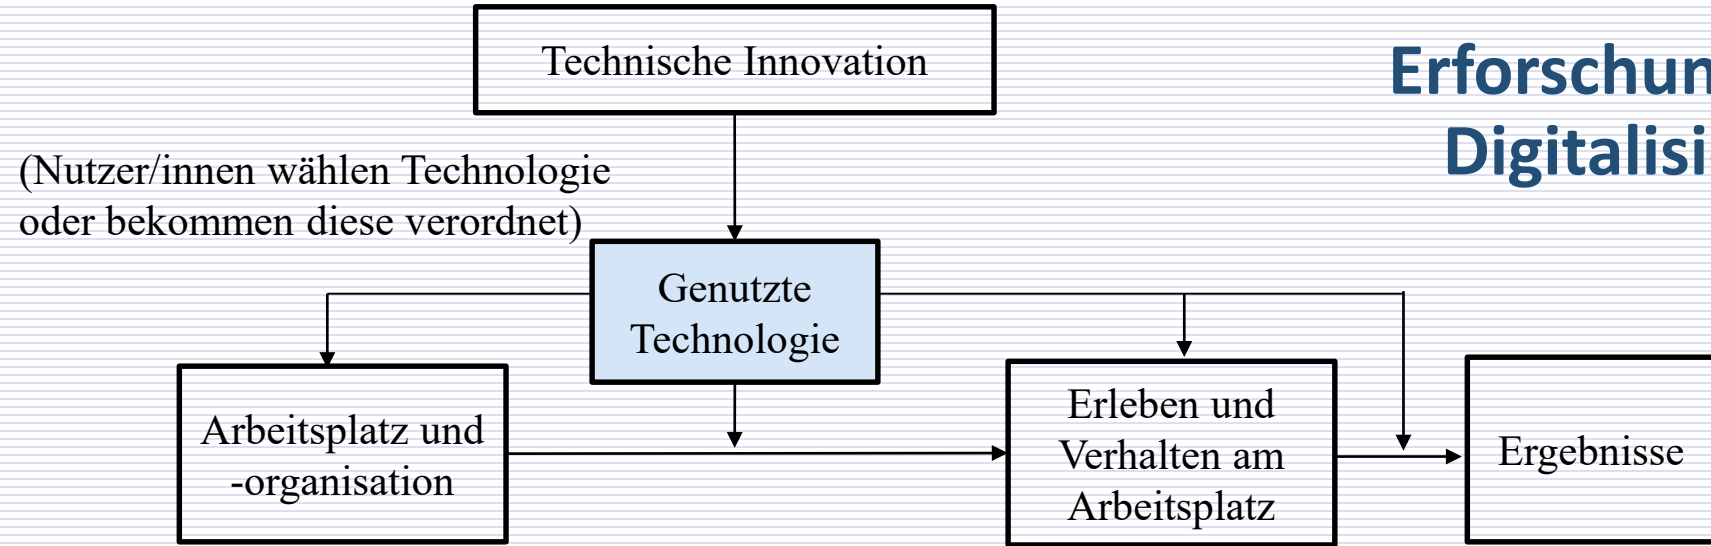 Technische Innovation
Erforschun
Digitalisi
(Nutzer/innen wählen Technologie
oder bekommen diese verordnet)
Genutzte
Technologie
Arbeitsplatz und
-organisation
Erleben und
Verhalten am
Arbeitsplatz
Ergebnisse